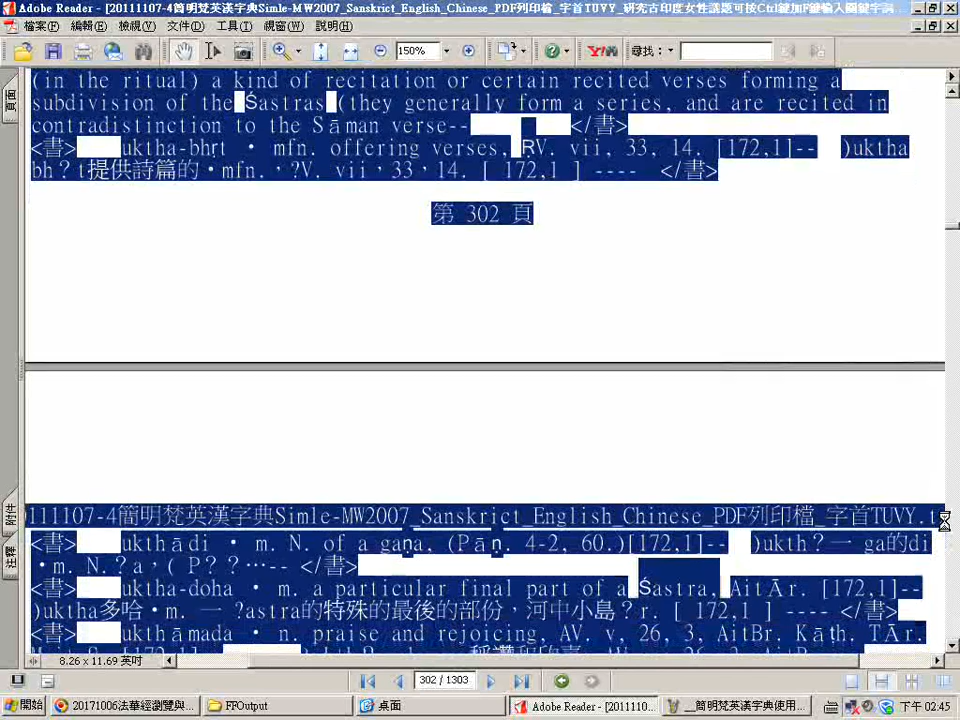 Adobe Reader - [20111107-4簡明梵英漢字典Simle-MW2007_Sanskrict_English_Chinese_PDF列印檔_字首TUVY_研究古印度女性議題可按Ctrl鍵加F鍵輸入關鍵字詞
檔案(F) 編輯(E) 檢視(V) 文件(D) 工具(T) 視窗(W) 說明(H)
150% 尋找:
(in the ritual) a kind of recitation or certain recited verses forming a
subdivision of the Śastras (they generally form a series, and are recited in
contradistinction to the Sāman verse-- </書>
<書> uktha-bhṛt • mfn. offering verses, ṚV. vii, 33, 14. [172,1]-- )uktha
bh？t提供詩篇的•mfn.，?V. vii，33，14. [ 172,1 ] ---- </書>
第 302 頁
111107-4簡明梵英漢字典Simle-MW2007_Sanskrict_English_Chinese_PDF列印檔_字首TUVY.t
<書> ukthādi • m. N. of a gaṇa, (Pāṇ. 4-2, 60.)[172,1]-- )ukth？一 ga的di
•m. N.？a，( P？？…-- </書>
<書> uktha-doha • m. a particular final part of a Śastra, AitĀr. [172,1]--
)uktha多哈•m. 一 ?astra的特殊的最後的部份，河中小島？r. [ 172,1 ] ---- </書>
<書> ukthāmada • n. praise and rejoicing, AV. v, 26, 3, AitBr. Kāṭh. TĀr.
頁面
附件
注釋
8.26 x 11.69 英吋
302 / 1303
開始 20171006法華經瀏覽與... FFOutput 桌面 Adobe Reader - [2011110... __簡明梵英字典使用... 下午 02:45